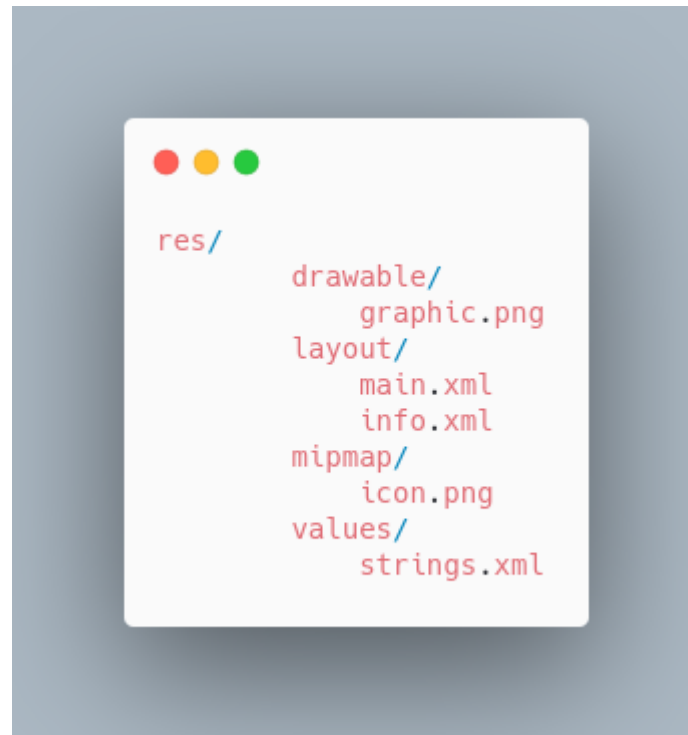 res/
        drawable/
            graphic.png
        layout/
            main.xml
            info.xml
        mipmap/
            icon.png
        values/
            strings.xml